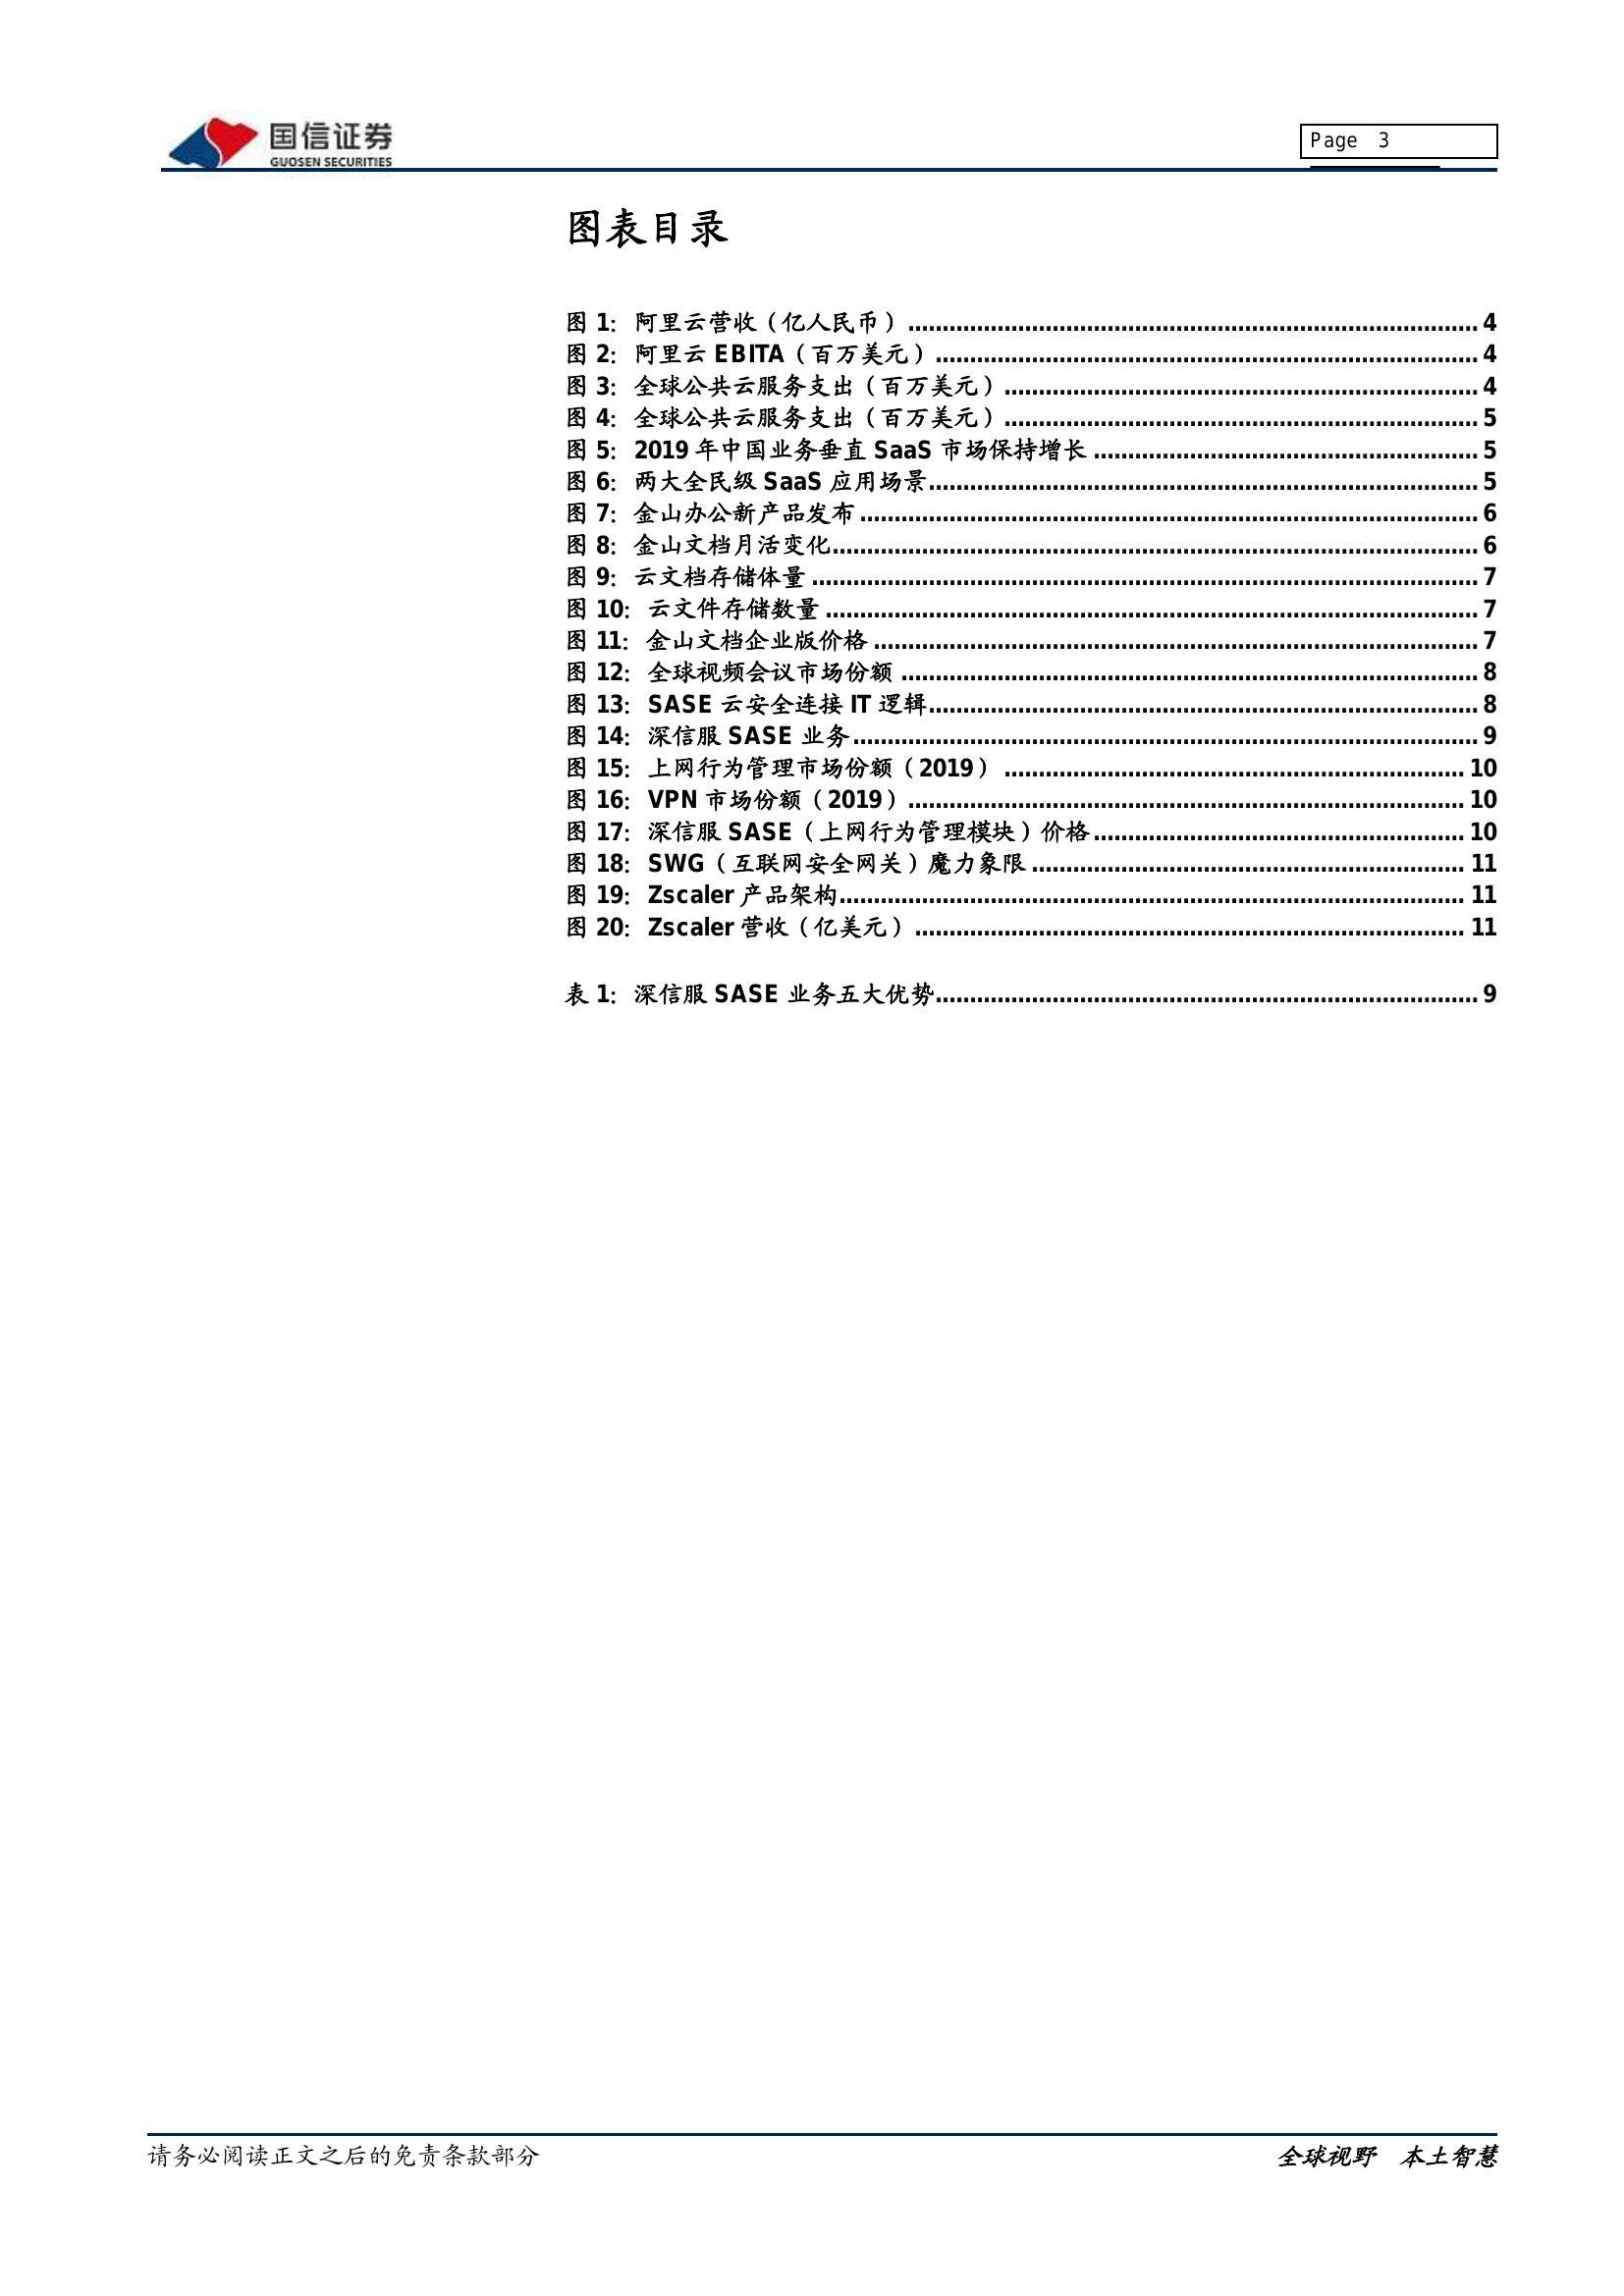 国信证券
GUOSEN SECURITIES
Page 3
图表目录
图 1：阿里云营收（亿人民币）........ 4
图 2：阿里云 EBITA（百万美元）........ 4
图 3：全球公共云服务支出（百万美元）........ 4
图 4：全球公共云服务支出（百万美元）........ 5
图 5：2019 年中国业务垂直 SaaS 市场保持增长........ 5
图 6：两大全民级 SaaS 应用场景........ 5
图 7：金山办公新产品发布........ 6
图 8：金山文档月活变化........ 6
图 9：云文档存储体量........ 7
图 10：云文件存储数量........ 7
图 11：金山文档企业版价格........ 7
图 12：全球视频会议市场份额........ 8
图 13：SASE 云安全连接 IT 逻辑........ 8
图 14：深信服 SASE 业务........ 9
图 15：上网行为管理市场份额（2019）........ 10
图 16：VPN 市场份额（2019）........ 10
图 17：深信服 SASE（上网行为管理模块）价格........ 10
图 18：SWG（互联网安全网关）魔力象限........ 11
图 19：Zscaler 产品架构........ 11
图 20：Zscaler 营收（亿美元）........ 11
表 1：深信服 SASE 业务五大优势........ 9
请务必阅读正文之后的免责条款部分
全球视野 本土智慧